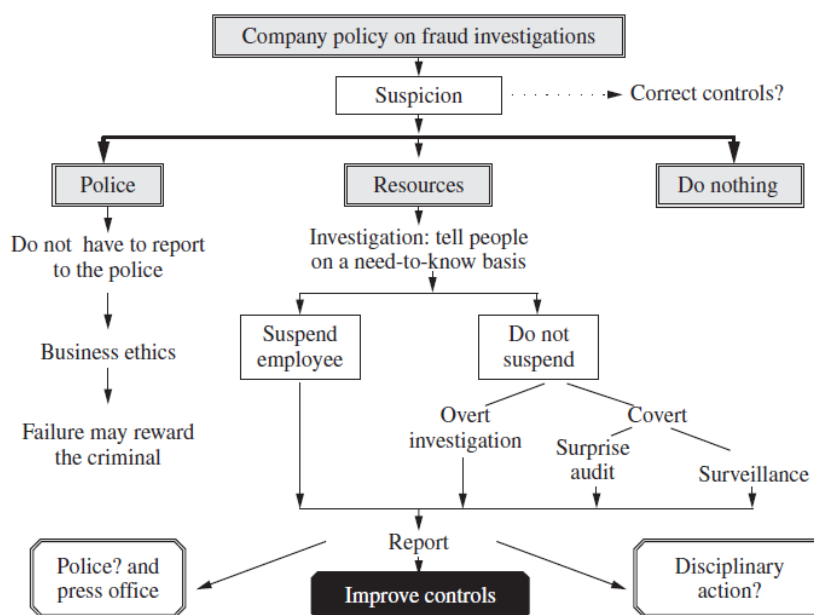 Company policy on fraud investigations
Suspicion
Correct controls?
Police
Resources
Do nothing
Do not have to report
to the police
Investigation: tell people
on a need-to-know basis
Business ethics
Suspend
employee
Do not
suspend
Failure may reward
the criminal
Overt
investigation
Covert
Surprise
audit
Surveillance
Report
Police? and
press office
Improve controls
Disciplinary
action?